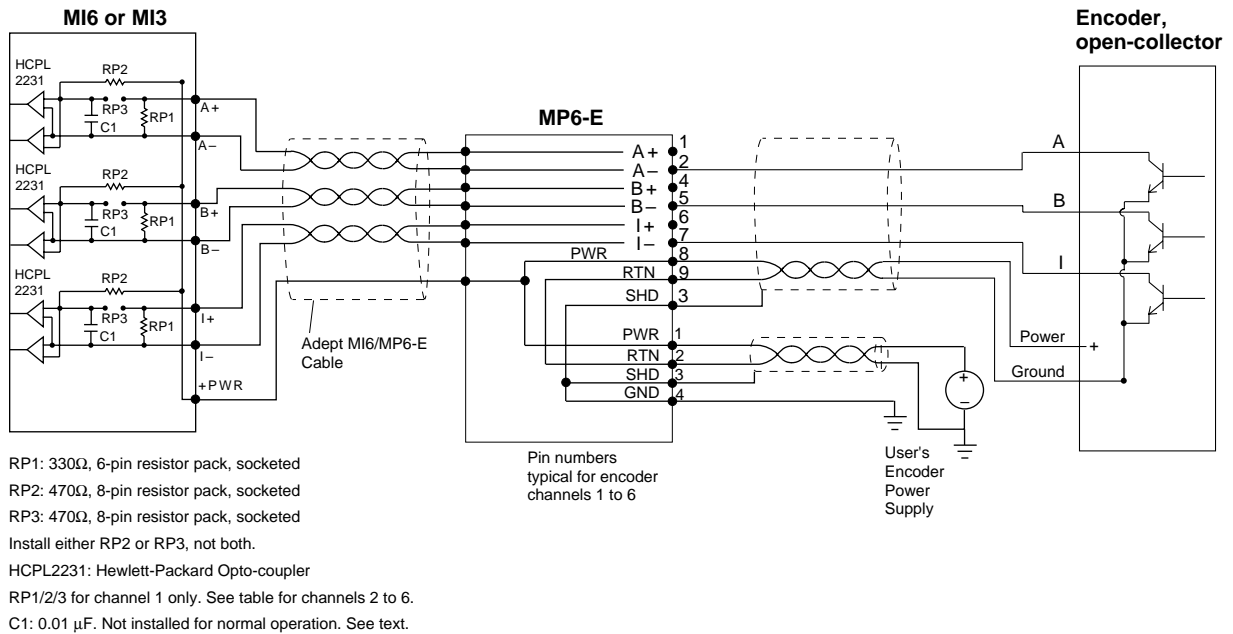 MI6 or MI3
HCPL
2231
RP2
RP3
C1
RP1
A+
A–
HCPL
2231
RP2
RP3
C1
RP1
B+
B–
HCPL
2231
RP2
RP3
C1
RP1
I+
I–
+PWR
Adept MI6/MP6-E
Cable
MP6-E
A+ 1
A– 2
B+ 4
B– 5
I+ 6
I– 7
PWR 8
RTN 9
SHD 3
PWR 1
RTN 2
SHD 3
GND 4
Pin numbers
typical for encoder
channels 1 to 6
+
–
User's
Encoder
Power
Supply
Encoder,
open-collector
A
B
I
Power +
Ground
RP1: 330Ω, 6-pin resistor pack, socketed
RP2: 470Ω, 8-pin resistor pack, socketed
RP3: 470Ω, 8-pin resistor pack, socketed
Install either RP2 or RP3, not both.
HCPL2231: Hewlett-Packard Opto-coupler
RP1/2/3 for channel 1 only. See table for channels 2 to 6.
C1: 0.01 μF. Not installed for normal operation. See text.